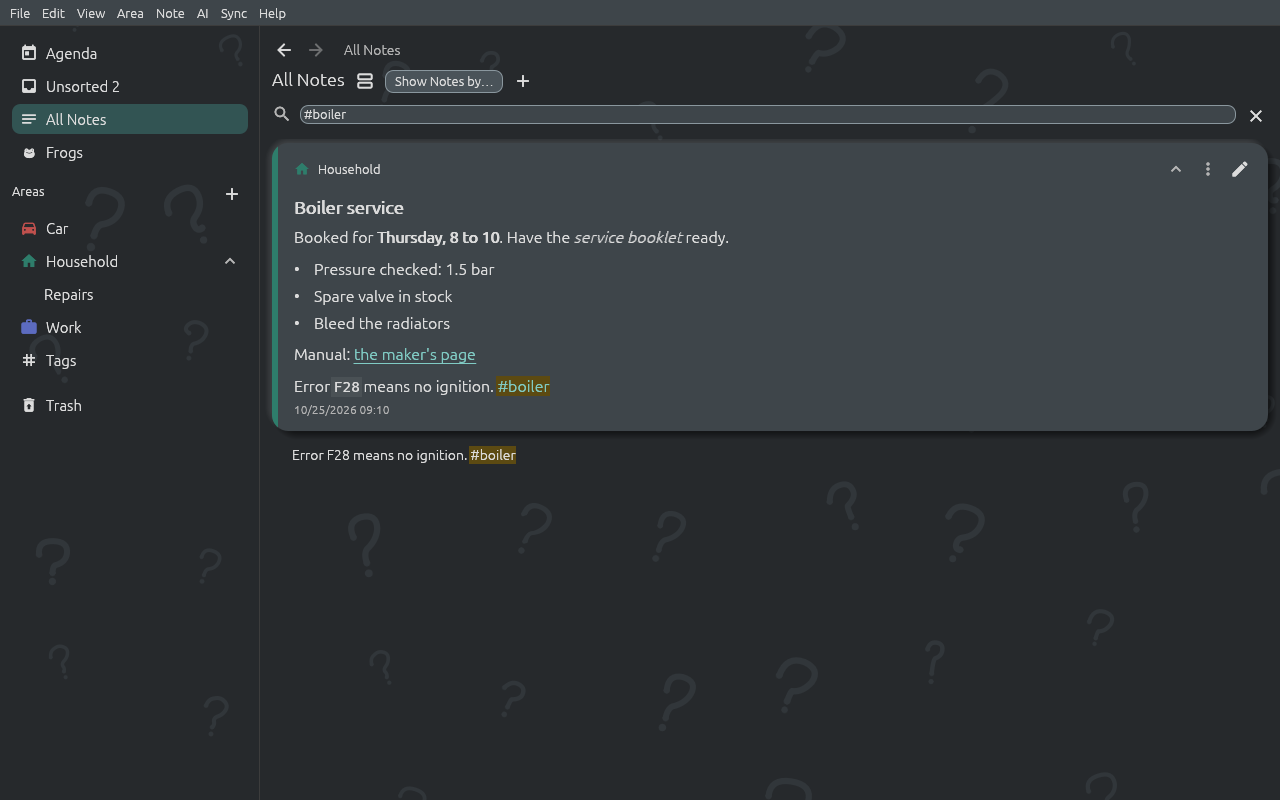 File Edit View Area Note AI Sync Help
Agenda
Unsorted 2
All Notes
Frogs
Areas
Car
Household
Repairs
Work
Tags
Trash
All Notes
All Notes Show Notes by...
#boiler
Household
Boiler service
Booked for Thursday, 8 to 10. Have the service booklet ready.
• Pressure checked: 1.5 bar
• Spare valve in stock
• Bleed the radiators
Manual: the maker's page
Error F28 means no ignition. #boiler
10/25/2026 09:10
Error F28 means no ignition. #boiler